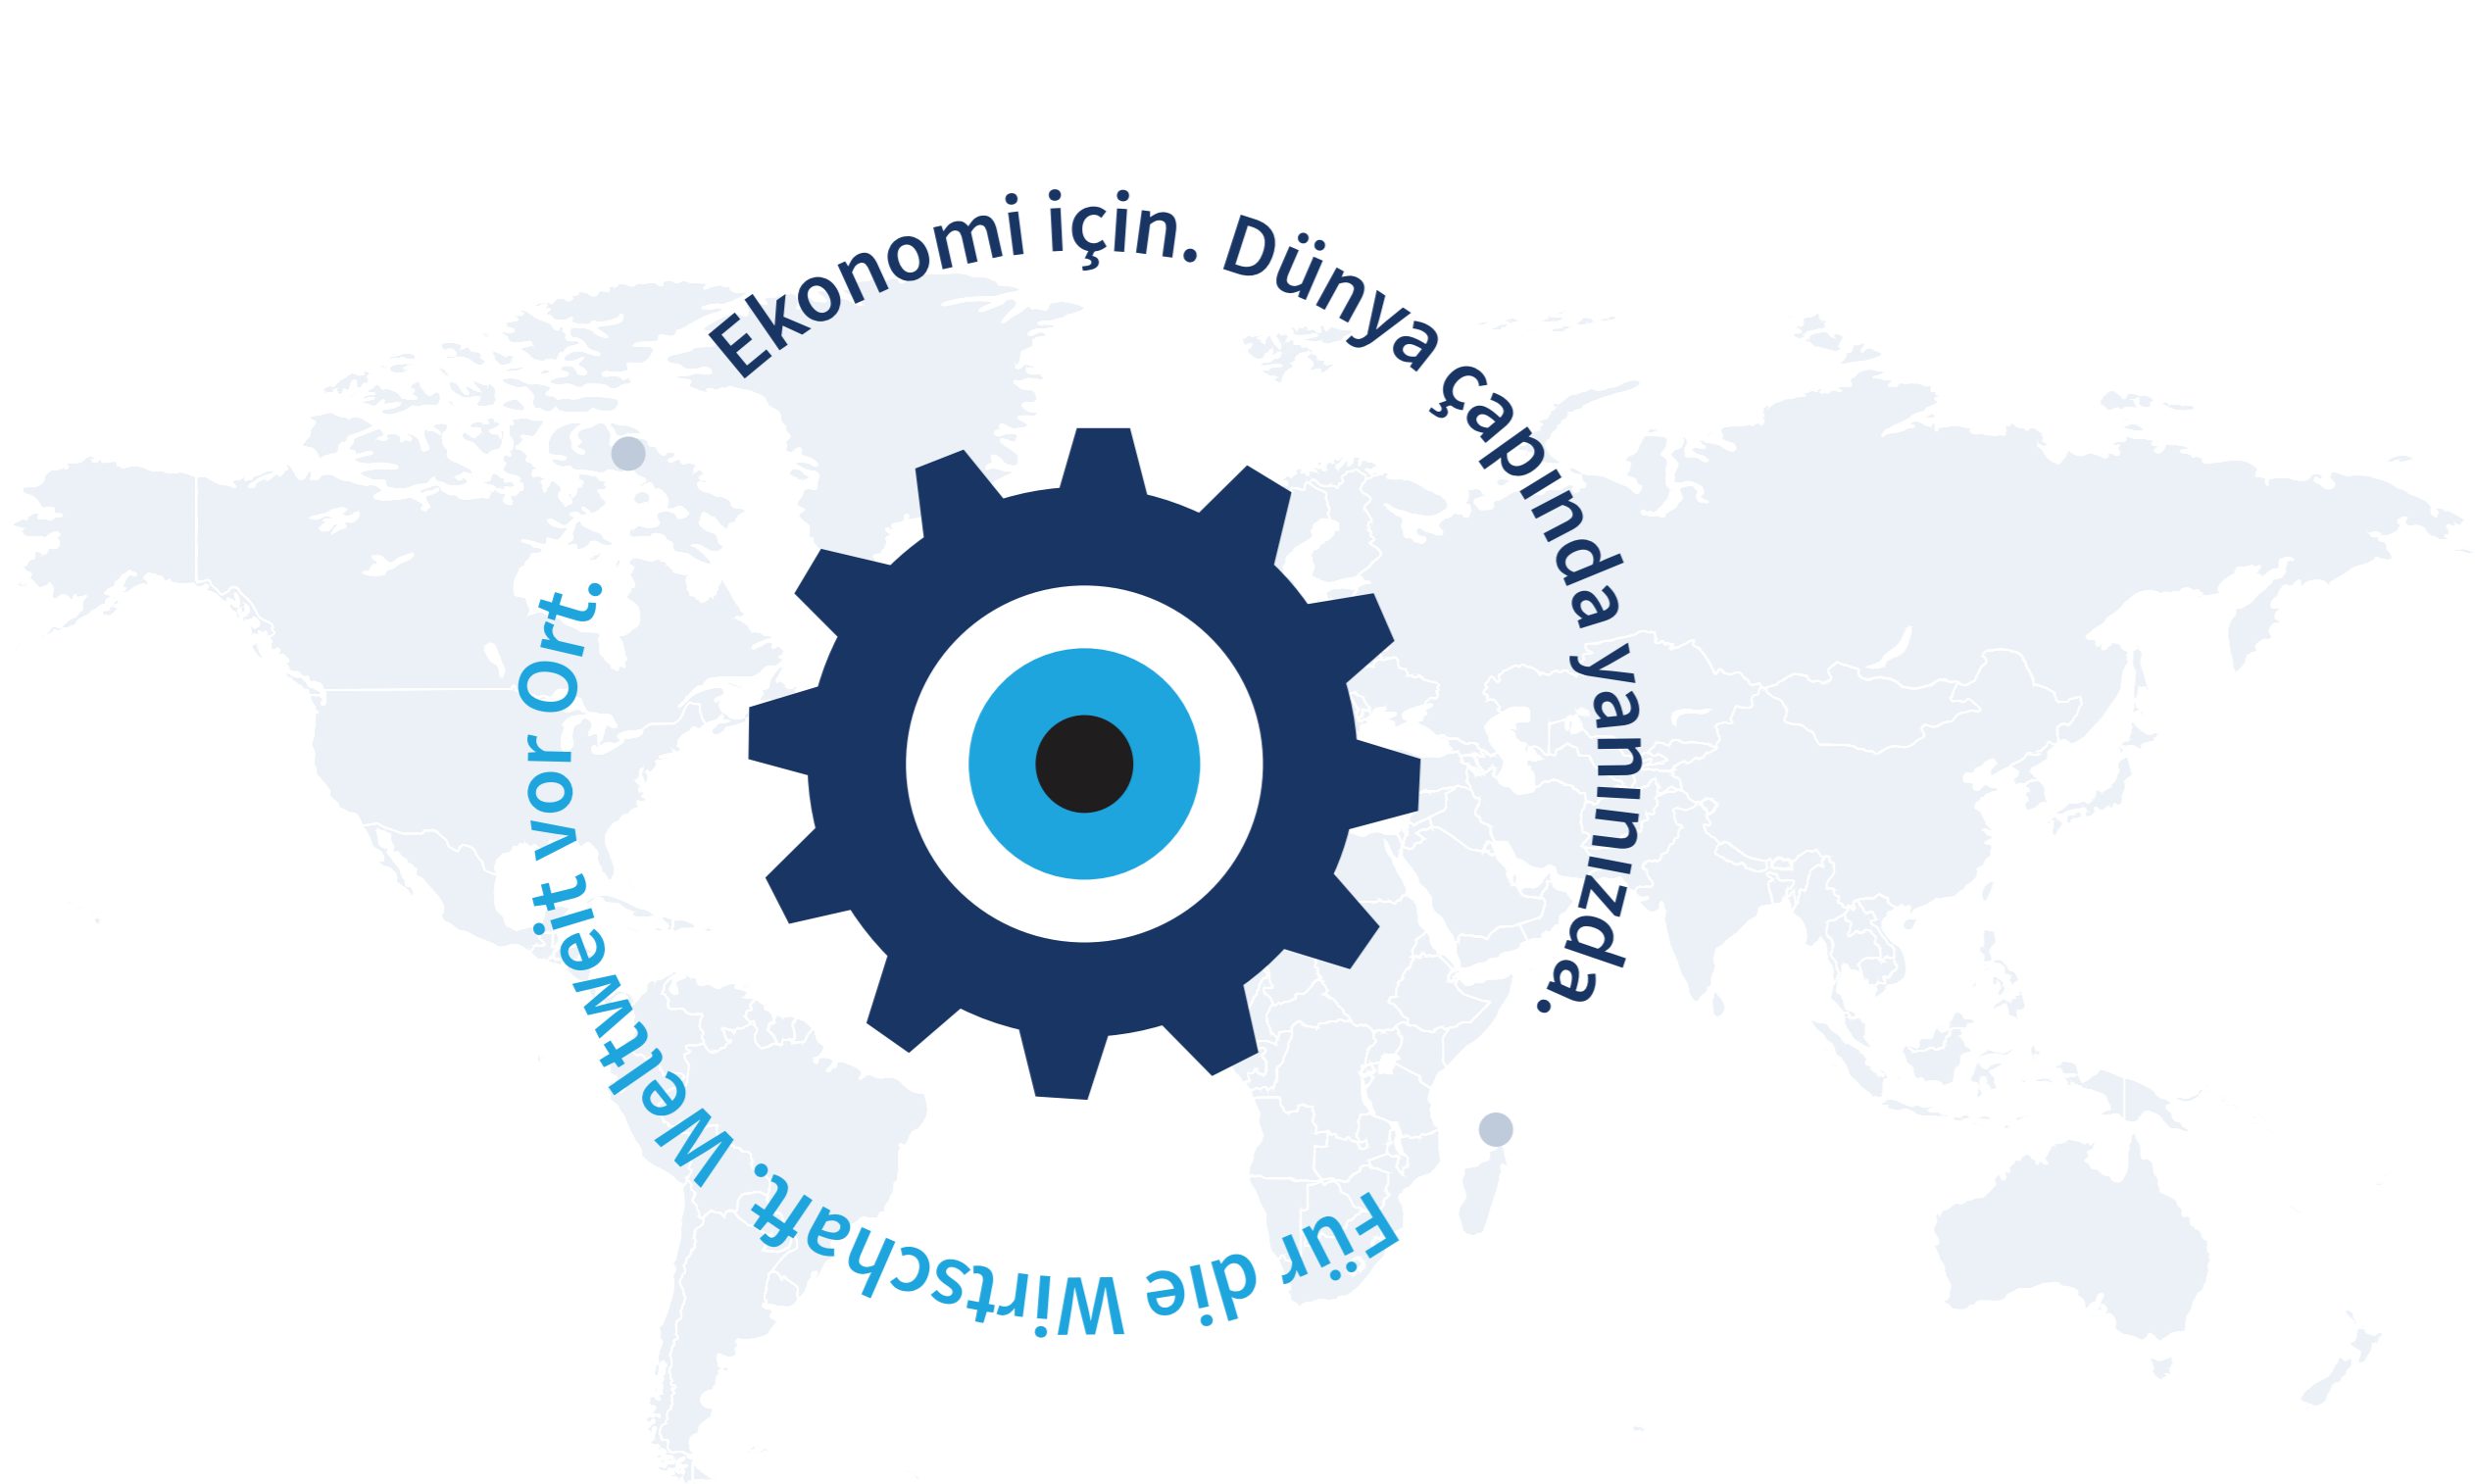 Ekonomi için. Dünya çapında yanınızda.
Für die Wirtschaft. Weltweit vor Ort.